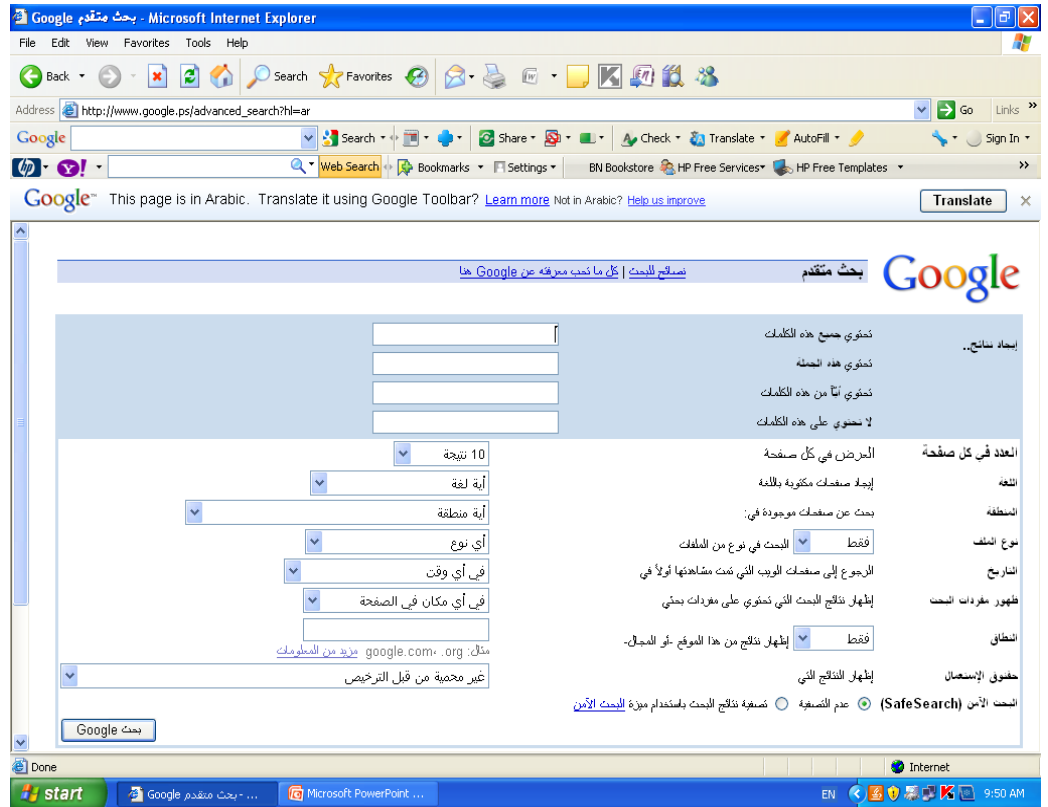 Google بحث متقدم - Microsoft Internet Explorer
File Edit View Favorites Tools Help
Back Search Favorites
Address http://www.google.ps/advanced_search?hl=ar Go Links »
Google Search Share Check Translate AutoFill Sign In
hp Y! Web Search Bookmarks Settings BN Bookstore HP Free Services HP Free Templates »
Google™ This page is in Arabic. Translate it using Google Toolbar? Learn more Not in Arabic? Help us improve Translate
Google
بحث متقدم نصائح للبحث | كل ما تحب معرفته عن Google هنا
إيجاد نتائج.. تحتوي جميع هذه الكلمات
تحتوي هذه الجملة
تحتوي أيًّا من هذه الكلمات
لا تحتوي على هذه الكلمات
العدد في كل صفحة العرض في كل صفحة 10 نتيجة
اللغة إيجاد صفحات مكتوبة باللغة أية لغة
المنطقة بحث عن صفحات موجودة في: أية منطقة
نوع الملف فقط البحث في نوع من الملفات أي نوع
التاريخ الرجوع إلى صفحات الويب التي تمت مشاهدتها أولاً في في أي وقت
ظهور مفردات البحث إظهار نتائج البحث التي تحتوي على مفردات بحثي في أي مكان في الصفحة
النطاق فقط إظهار نتائج من هذا الموقع -أو المجال-
مثال: google.com، .org مزيد من المعلومات
حقوق الإستعمال إظهار النتائج التي غير محمية من قبل الترخيص
البحث الآمن (SafeSearch) عدم التصفية تصفية نتائج البحث باستخدام ميزة البحث الآمن
بحث Google
Done Internet
start Google بحث متقدم - ... Microsoft PowerPoint ... EN 9:50 AM